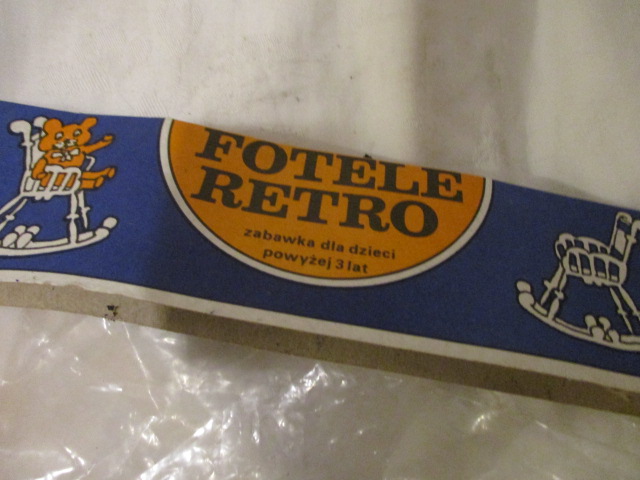 FOTELE
RETRO
zabawka dla dzieci
powyżej 3 lat